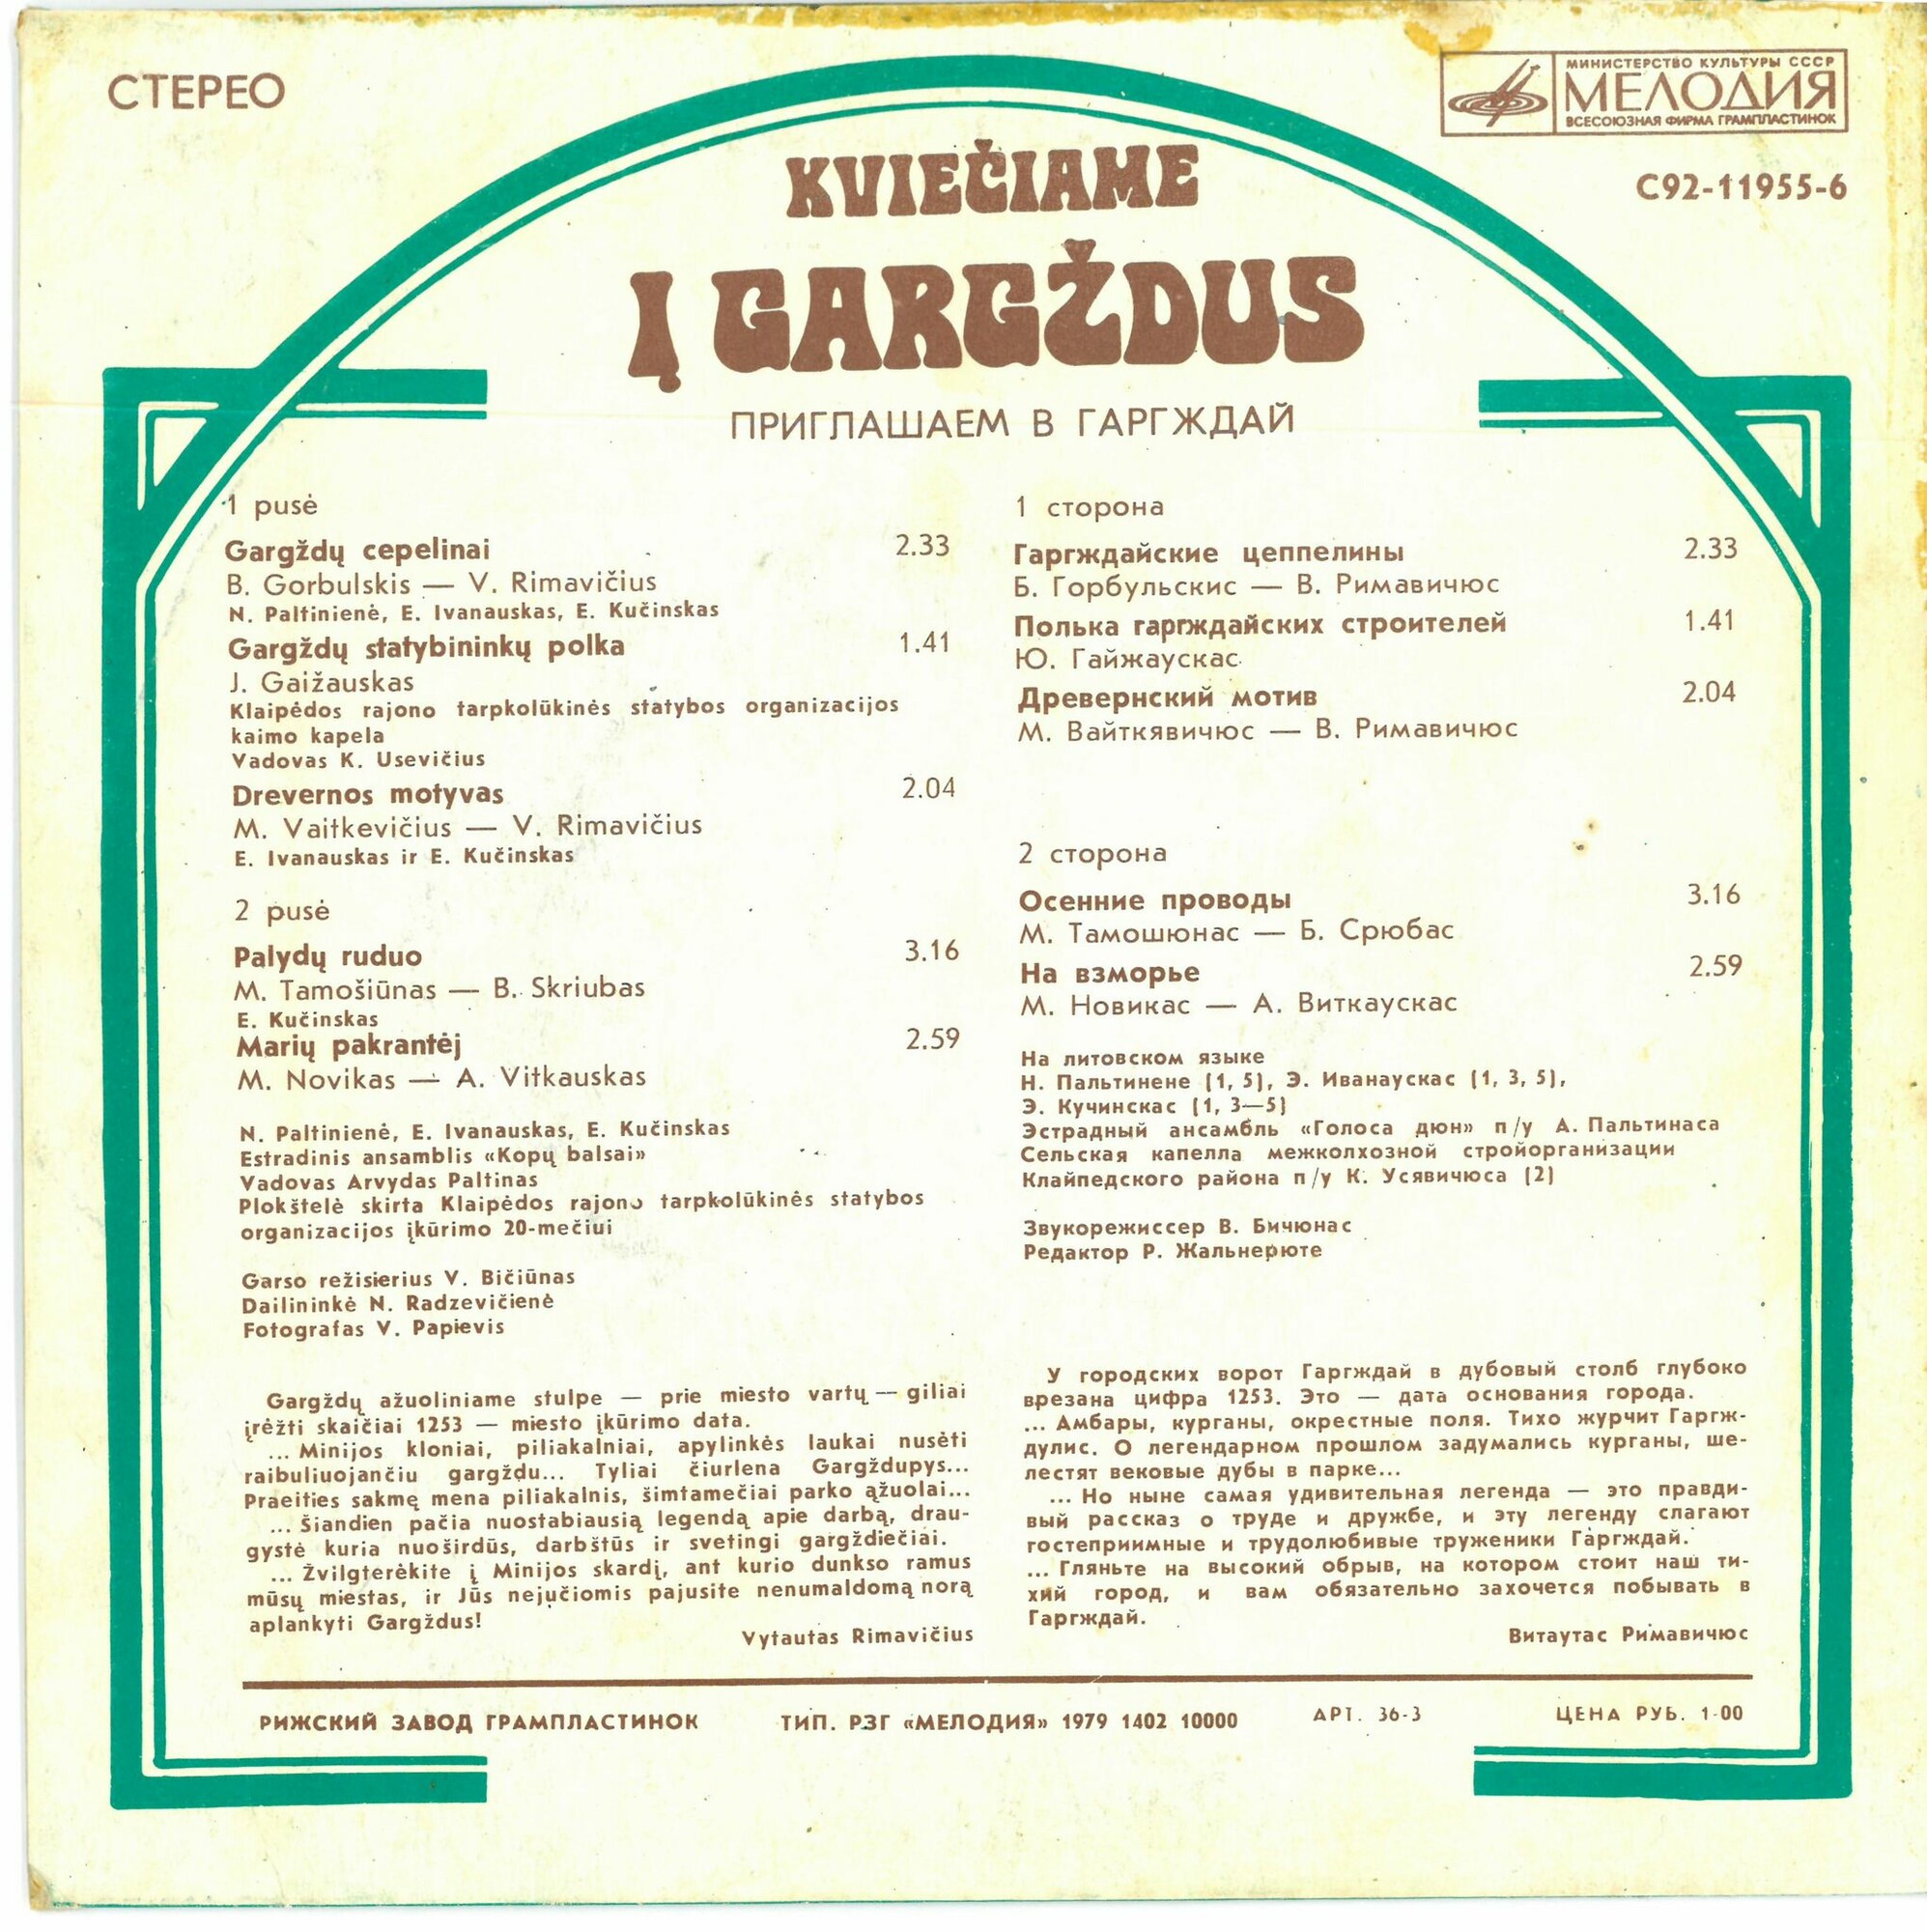 СТЕРЕО
МИНИСТЕРСТВО КУЛЬТУРЫ СССР
МЕЛОДИЯ
ВСЕСОЮЗНАЯ ФИРМА ГРАМПЛАСТИНОК
С92-11955-6
KVIEČIAME
Į GARGŽDUS
ПРИГЛАШАЕМ В ГАРГЖДАЙ
1 pusė
Gargždų cepelinai 2.33
B. Gorbulskis — V. Rimavičius
N. Paltinienė, E. Ivanauskas, E. Kučinskas
Gargždų statybininkų polka 1.41
J. Gaižauskas
Klaipėdos rajono tarpkolūkinės statybos organizacijos
kaimo kapela
Vadovas K. Usevičius
Drevernos motyvas 2.04
M. Vaitkevičius — V. Rimavičius
E. Ivanauskas ir E. Kučinskas
2 pusė
Palydų ruduo 3.16
M. Tamošiūnas — B. Skriubas
E. Kučinskas
Marių pakrantėj 2.59
M. Novikas — A. Vitkauskas
N. Paltinienė, E. Ivanauskas, E. Kučinskas
Estradinis ansamblis «Kopų balsai»
Vadovas Arvydas Paltinas
Plokštelė skirta Klaipėdos rajono tarpkolūkinės statybos
organizacijos įkūrimo 20-mečiui
Garso režisierius V. Bičiūnas
Dailininkė N. Radzevičienė
Fotografas V. Papievis
Gargždų ąžuoliniame stulpe — prie miesto vartų — giliai
įrėžti skaičiai 1253 — miesto įkūrimo data.
... Minijos kloniai, piliakalniai, apylinkės laukai nusėti
raibuliuojančiu gargždu... Tyliai čiurlena Gargždupys...
Praeities sakmę mena piliakalnis, šimtamečiai parko ąžuolai...
... Šiandien pačia nuostabiausią legendą apie darbą, drau-
gystė kuria nuoširdūs, darbštūs ir svetingi gargždiečiai.
... Žvilgterėkite į Minijos skardį, ant kurio dunkso ramus
mūsų miestas, ir Jūs nejučiomis pajusite nenumaldomą norą
aplankyti Gargždus!
Vytautas Rimavičius
1 сторона
Гаргждайские цеппелины 2.33
Б. Горбульскис — В. Римавичюс
Полька гаргждайских строителей 1.41
Ю. Гайжаускас
Древернский мотив 2.04
М. Вайткявичюс — В. Римавичюс
2 сторона
Осенние проводы 3.16
М. Тамошюнас — Б. Срюбас
На взморье 2.59
М. Новикас — А. Виткаускас
На литовском языке
Н. Пальтинене (1, 5), Э. Иванаускас (1, 3, 5),
Э. Кучинскас (1, 3—5)
Эстрадный ансамбль «Голоса дюн» п/у А. Пальтинаса
Сельская капелла межколхозной стройорганизации
Клайпедского района п/у К. Усявичюса (2)
Звукорежиссер В. Бичюнас
Редактор Р. Жальнерюте
У городских ворот Гаргждай в дубовый столб глубоко
врезана цифра 1253. Это — дата основания города.
... Амбары, курганы, окрестные поля. Тихо журчит Гаргж-
дулис. О легендарном прошлом задумались курганы, ше-
лестят вековые дубы в парке...
... Но ныне самая удивительная легенда — это правди-
вый рассказ о труде и дружбе, и эту легенду слагают
гостеприимные и трудолюбивые труженики Гаргждай.
... Гляньте на высокий обрыв, на котором стоит наш ти-
хий город, и вам обязательно захочется побывать в
Гаргждай.
Витаутас Римавичюс
РИЖСКИЙ ЗАВОД ГРАМПЛАСТИНОК ТИП. РЗГ «МЕЛОДИЯ» 1979 1402 10000 АРТ. 36-3 ЦЕНА РУБ. 1-00